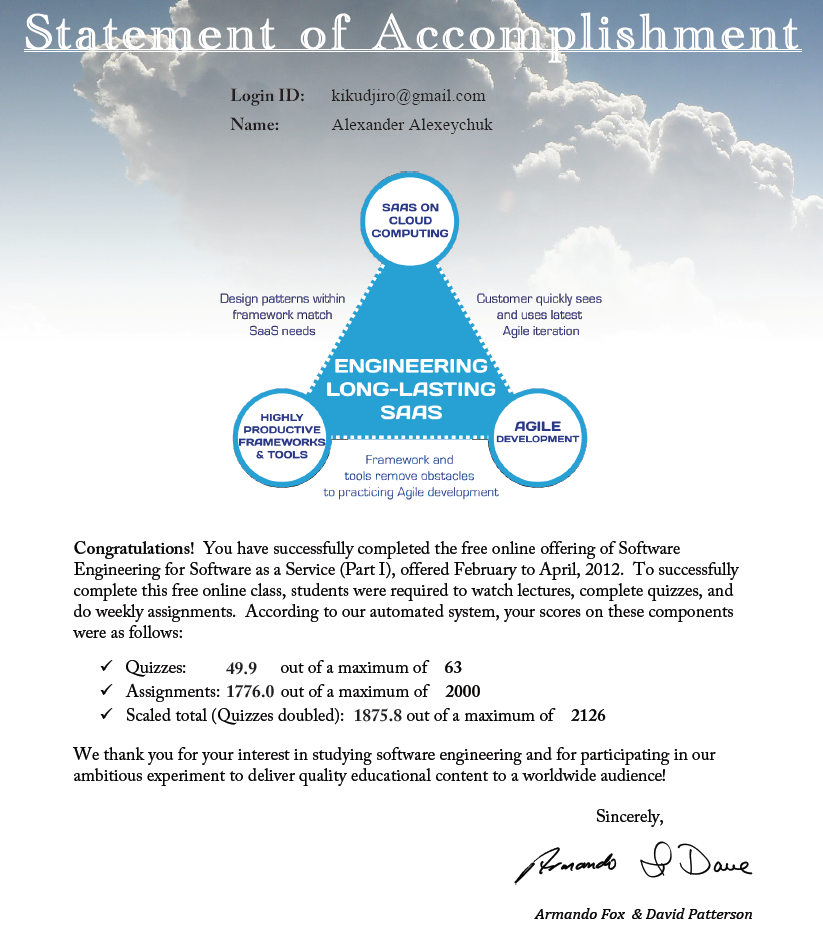 Statement of Accomplishment
Login ID: kikudjiro@gmail.com
Name: Alexander Alexeychuk
SAAS ON
CLOUD
COMPUTING
Design patterns within
framework match
SaaS needs
Customer quickly sees
and uses latest
Agile iteration
ENGINEERING
LONG-LASTING
SAAS
HIGHLY
PRODUCTIVE
FRAMEWORKS
& TOOLS
AGILE
DEVELOPMENT
Framework and
tools remove obstacles
to practicing Agile development
Congratulations! You have successfully completed the free online offering of Software
Engineering for Software as a Service (Part I), offered February to April, 2012. To successfully
complete this free online class, students were required to watch lectures, complete quizzes, and
do weekly assignments. According to our automated system, your scores on these components
were as follows:
✓ Quizzes: 49.9 out of a maximum of 63
✓ Assignments: 1776.0 out of a maximum of 2000
✓ Scaled total (Quizzes doubled): 1875.8 out of a maximum of 2126
We thank you for your interest in studying software engineering and for participating in our
ambitious experiment to deliver quality educational content to a worldwide audience!
Sincerely,
Armando & Dave
Armando Fox & David Patterson